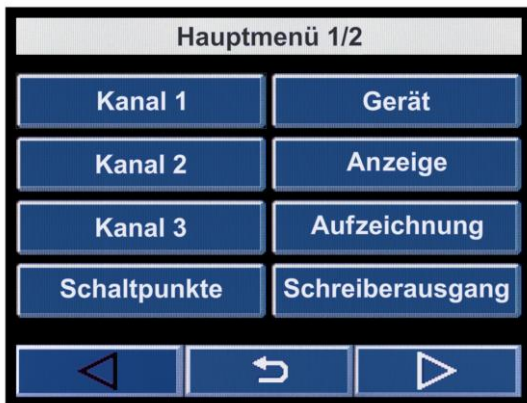 Hauptmenü 1/2
Kanal 1
Gerät
Kanal 2
Anzeige
Kanal 3
Aufzeichnung
Schaltpunkte
Schreiberausgang